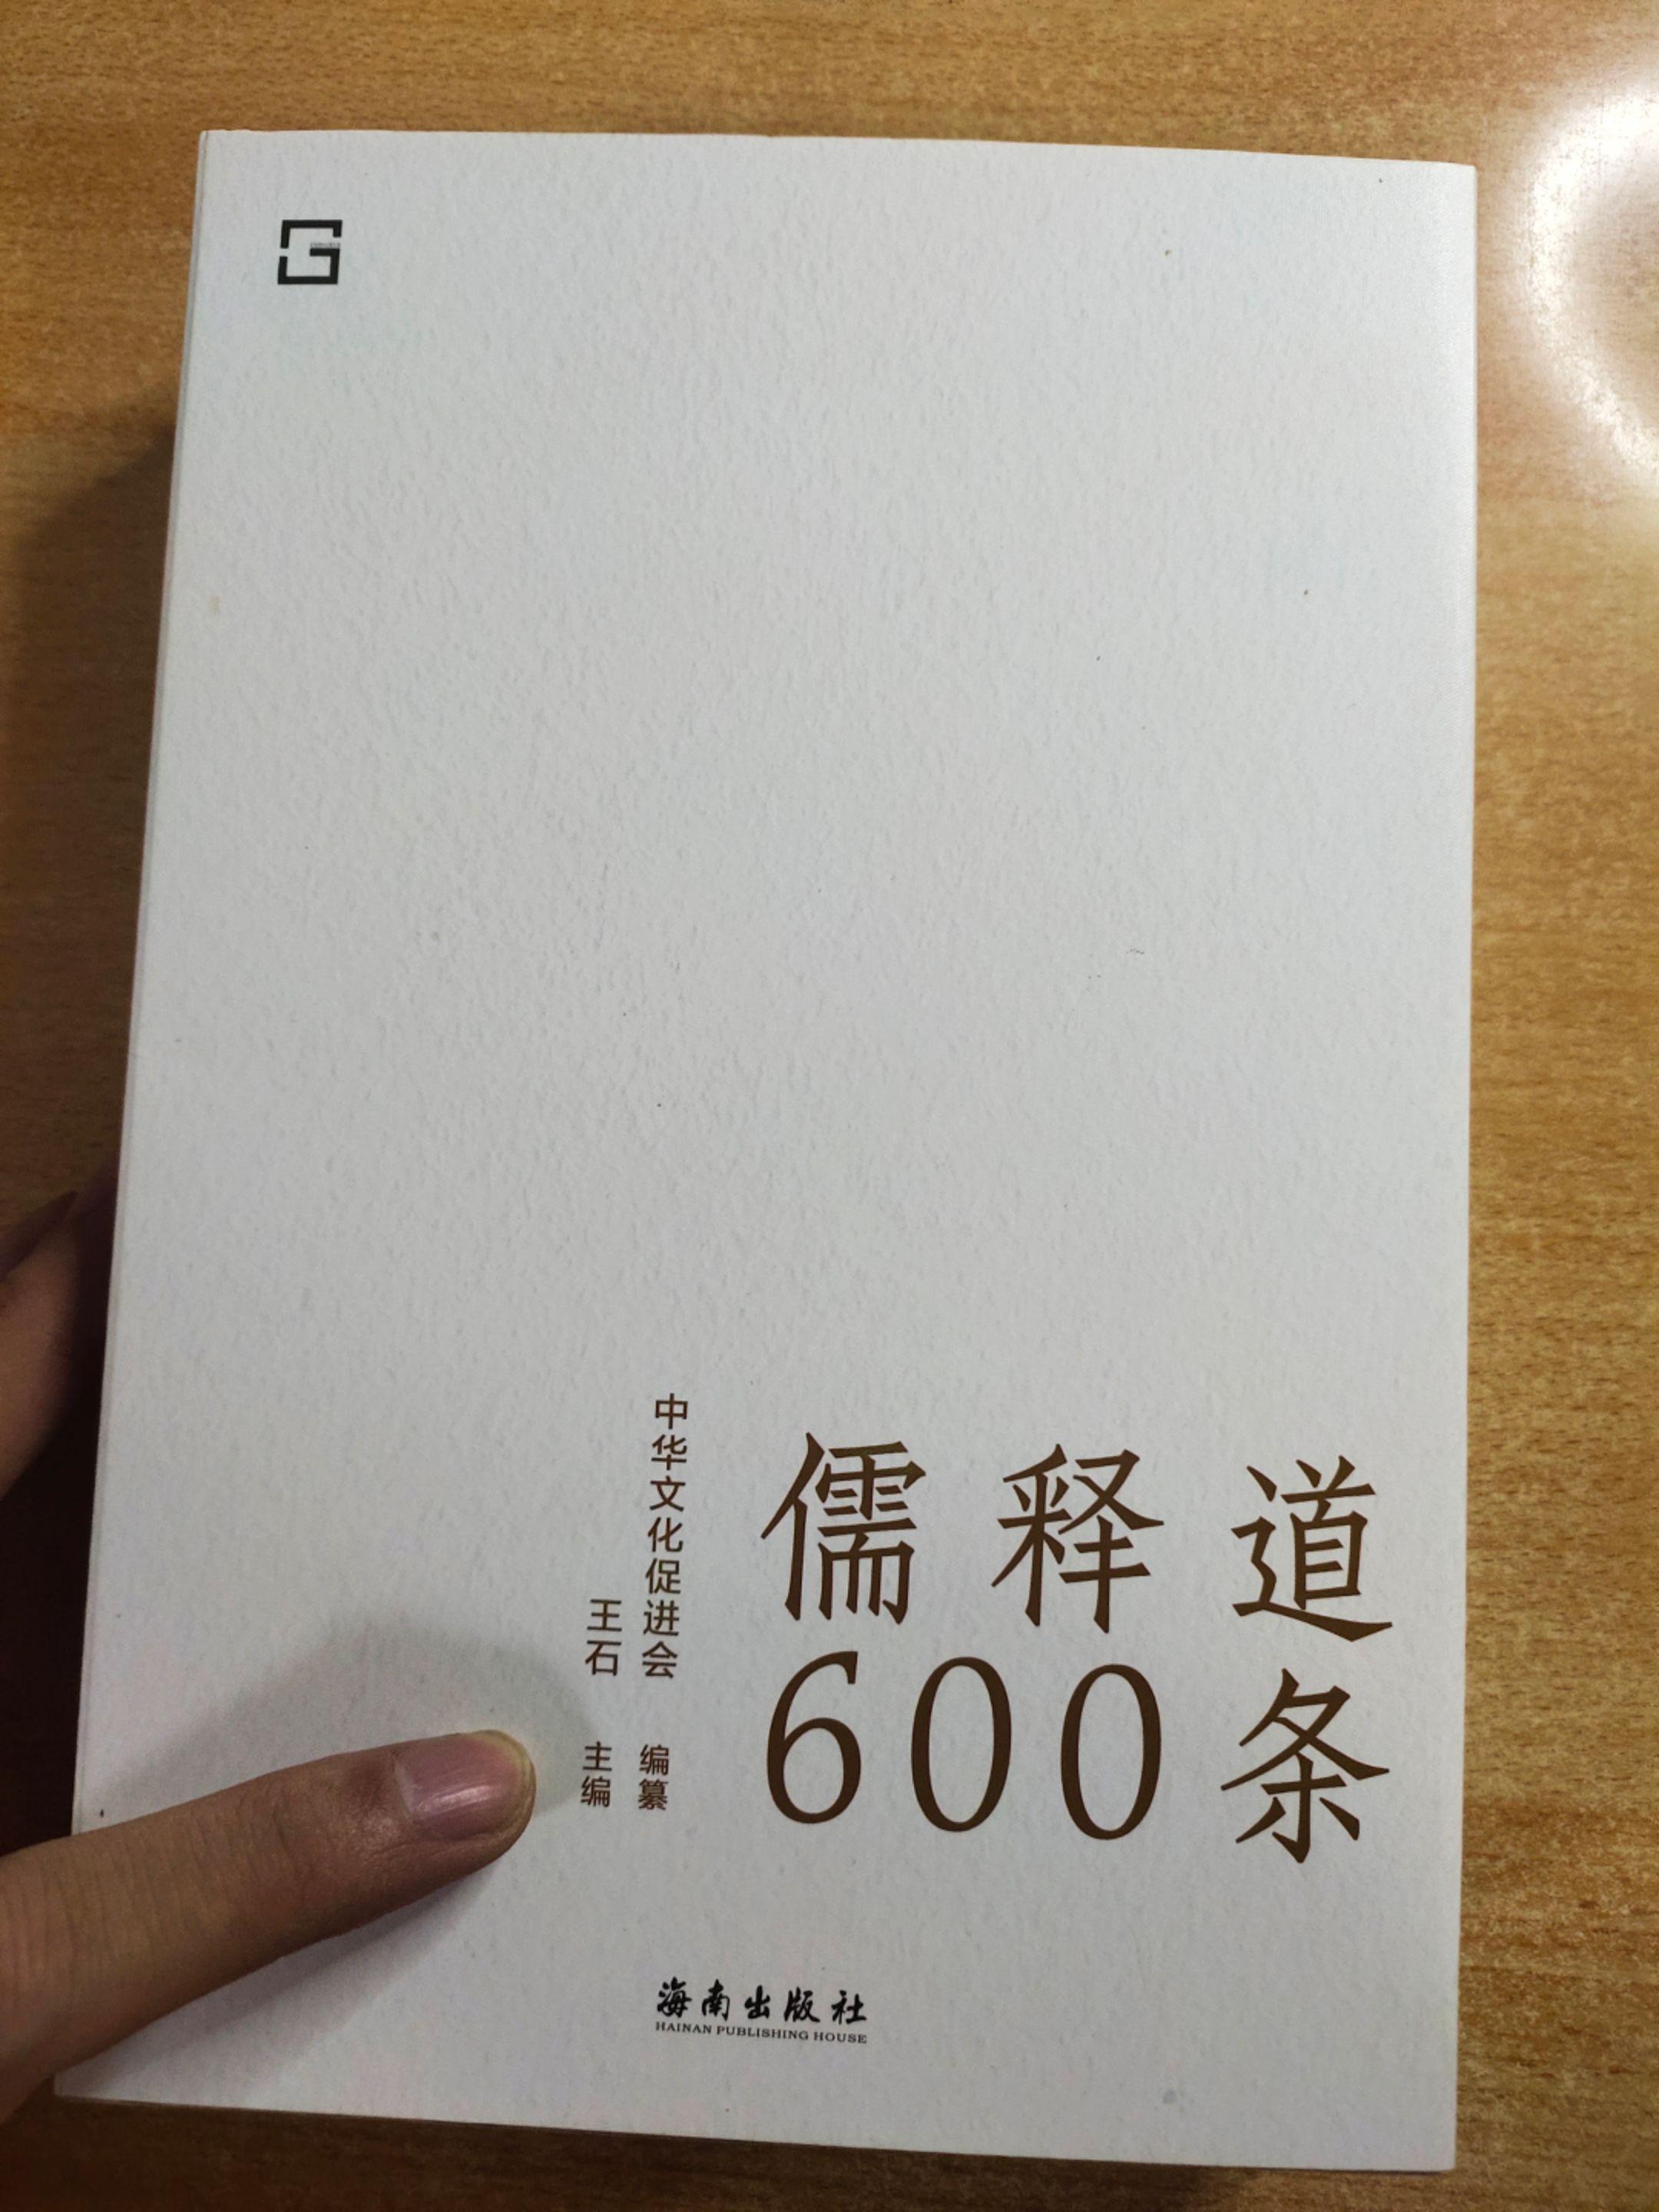 儒释道
600条
中华文化促进会 编纂
王石 主编
海南出版社
HAINAN PUBLISHING HOUSE